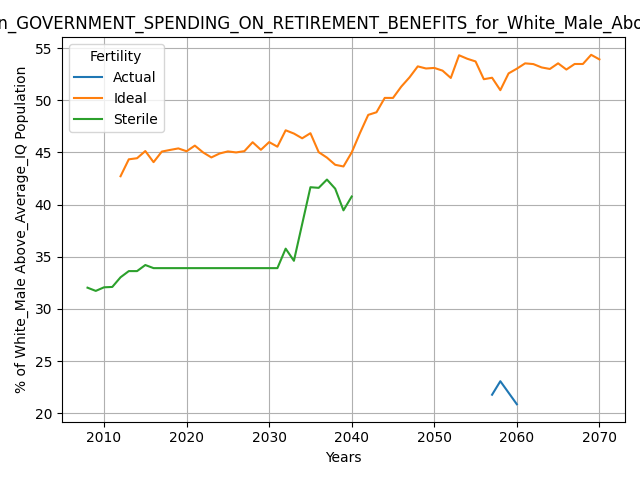 n_GOVERNMENT_SPENDING_ON_RETIREMENT_BENEFITS_for_White_Male_Abo
Fertility
Actual
Ideal
Sterile
% of White_Male Above_Average_IQ Population
55
50
45
40
35
30
25
20
2010 2020 2030 2040 2050 2060 2070
Years